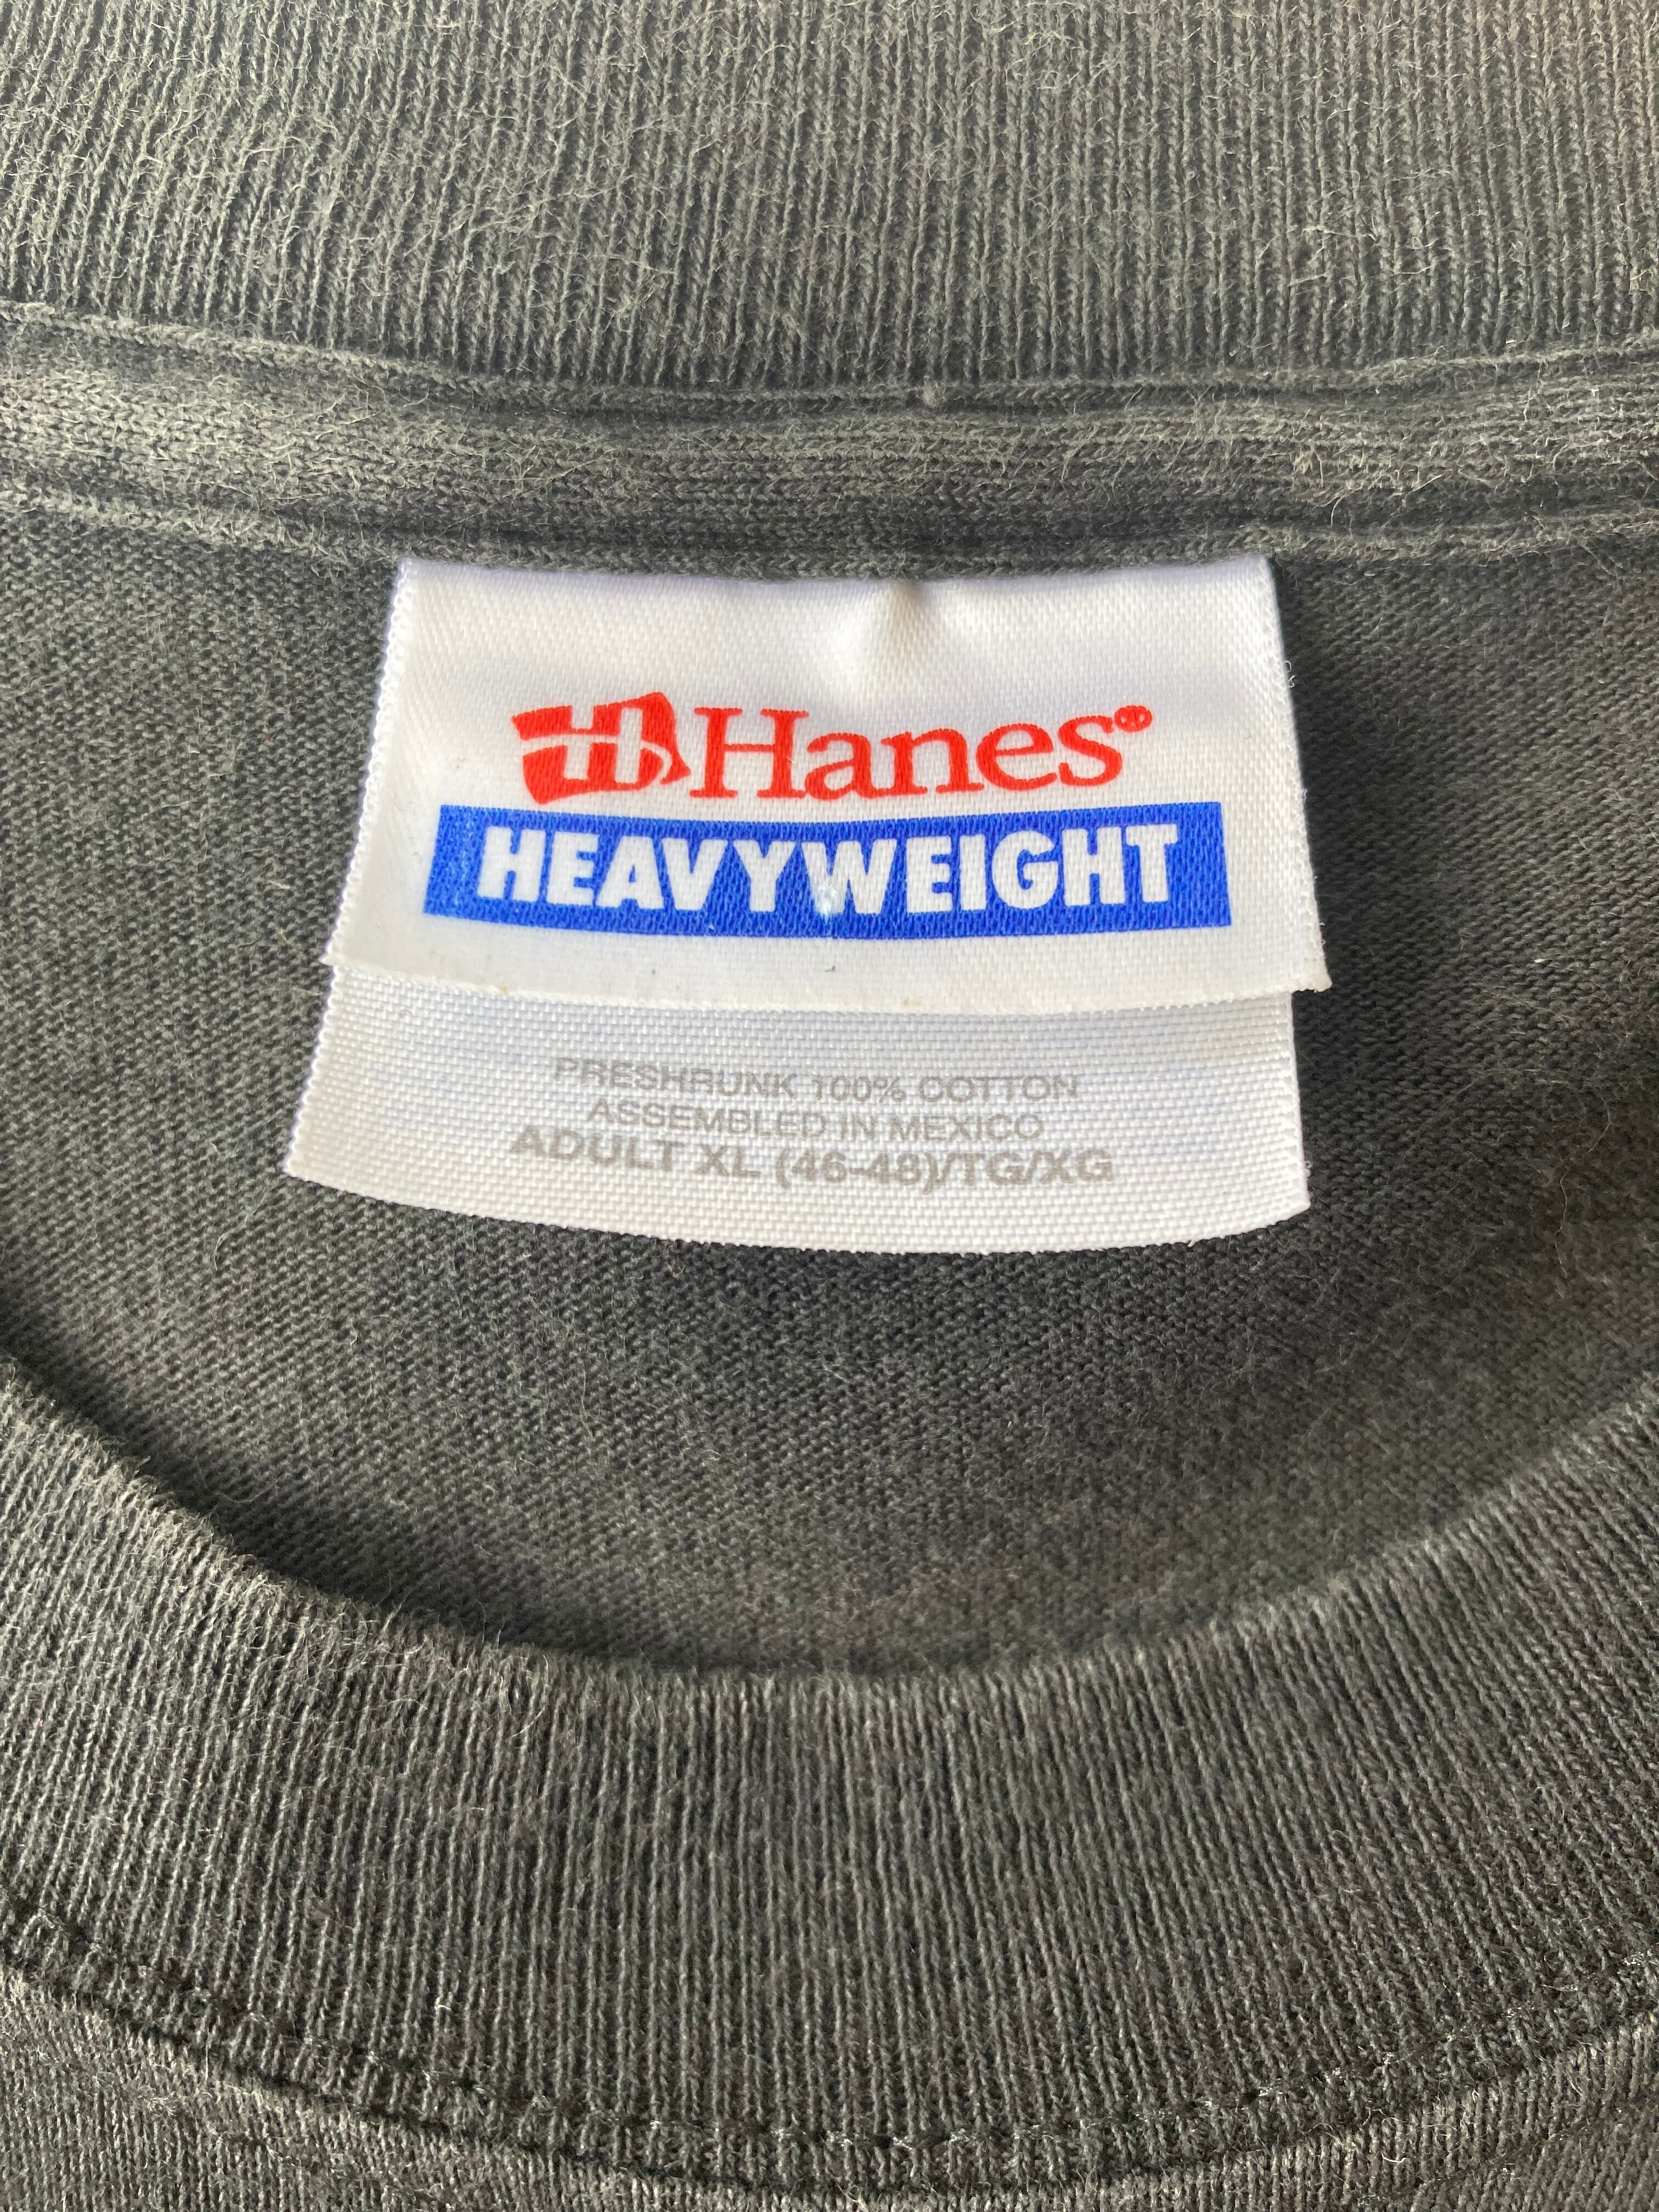 Hanes®
HEAVYWEIGHT
PRESHRUNK 100% COTTON
ASSEMBLED IN MEXICO
ADULT XL (46-48)/TG/XG